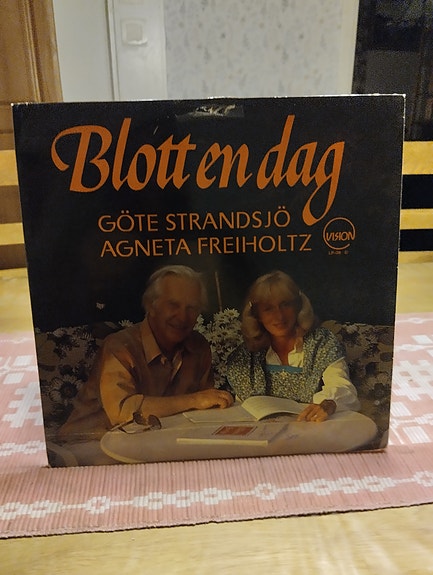 Blott en dag
GÖTE STRANDSJÖ
AGNETA FREIHOLTZ
VISION